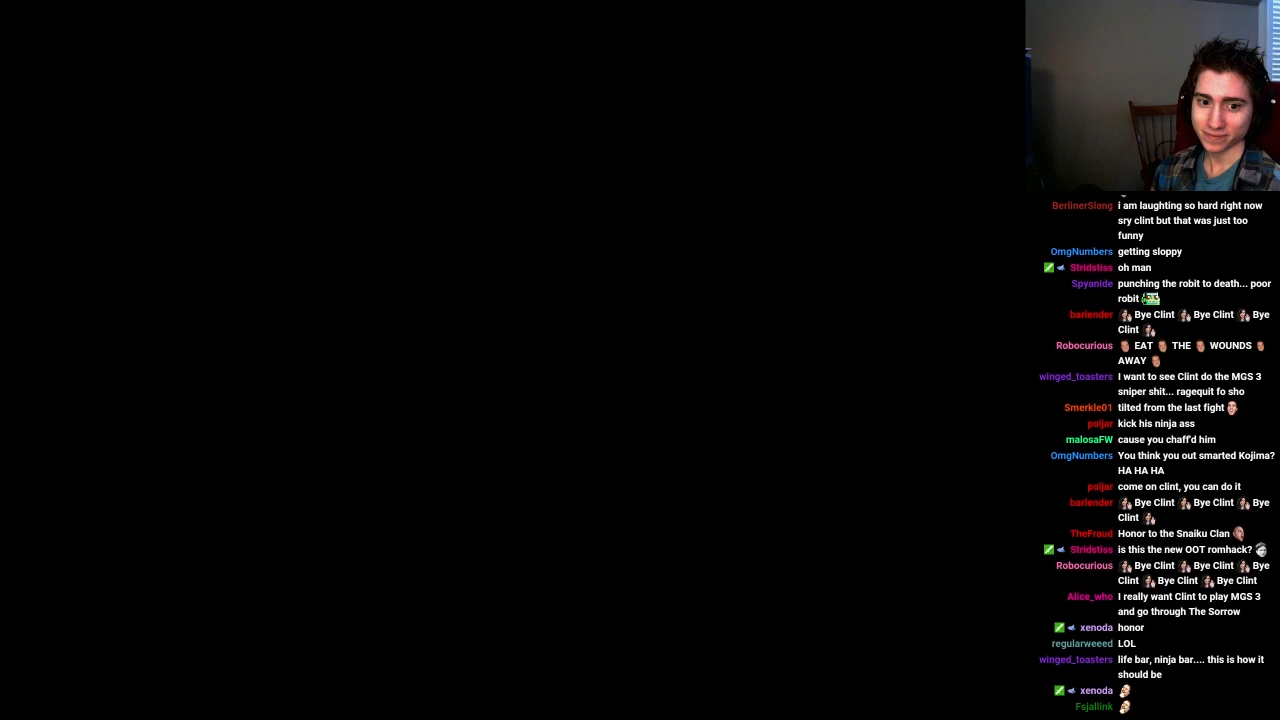 BerlinerSlang i am laughing so hard right now
sry clint but that was just too
funny
OmgNumbers getting sloppy
Stridstiss oh man
Spyanide punching the robit to death... poor
robit
barlender Bye Clint Bye Clint Bye
Clint
Robocurious EAT THE WOUNDS
AWAY
winged_toasters I want to see Clint do the MGS 3
sniper shit... ragequit fo sho
Smerkle01 tilted from the last fight
poljar kick his ninja ass
malosaFW cause you chaff'd him
OmgNumbers You think you out smarted Kojima?
HA HA HA
poljar come on clint, you can do it
barlender Bye Clint Bye Clint Bye
Clint
TheFraud Honor to the Snaiku Clan
Stridstiss is this the new OOT romhack?
Robocurious Bye Clint Bye Clint Bye
Clint Bye Clint Bye Clint
Alice_who I really want Clint to play MGS 3
and go through The Sorrow
xenoda honor
regularweeed LOL
winged_toasters life bar, ninja bar.... this is how it
should be
xenoda
Fsjallink